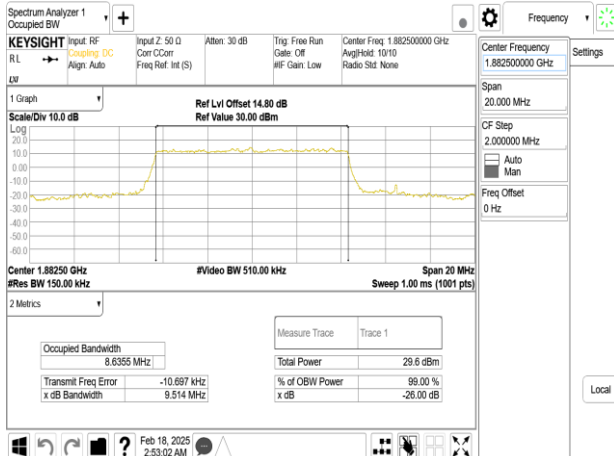 Spectrum Analyzer 1
Occupied BW
+
Frequency
KEYSIGHT Input: RF Input Z: 50 Ω Atten: 30 dB Trig: Free Run Center Freq: 1.882500000 GHz
RL Coupling: DC Corr CCorr Gate: Off Avg|Hold: 10/10
Align: Auto Freq Ref: Int (S) #IF Gain: Low Radio Std: None
LXI
Center Frequency
1.882500000 GHz
Settings
Span
20.000 MHz
CF Step
2.000000 MHz
Auto
Man
Freq Offset
0 Hz
Local
1 Graph
Ref Lvl Offset 14.80 dB
Scale/Div 10.0 dB Ref Value 30.00 dBm
Log
20.0
10.0
0.00
-10.0
-20.0
-30.0
-40.0
-50.0
-60.0
Center 1.88250 GHz #Video BW 510.00 kHz Span 20 MHz
#Res BW 150.00 kHz Sweep 1.00 ms (1001 pts)
2 Metrics
Measure Trace Trace 1
Occupied Bandwidth
8.6355 MHz Total Power 29.6 dBm
Transmit Freq Error -10.697 kHz % of OBW Power 99.00 %
x dB Bandwidth 9.514 MHz x dB -26.00 dB
? Feb 18, 2025
2:53:02 AM